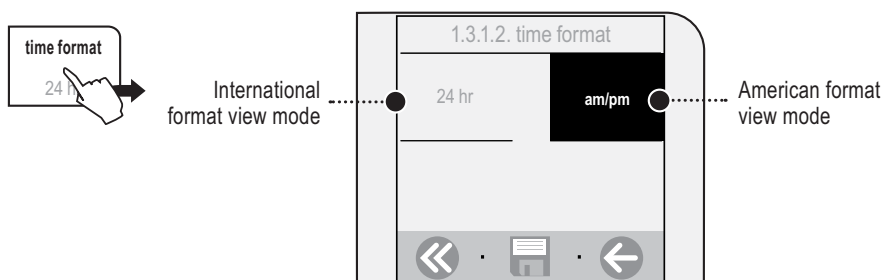 time format
24 h
International
format view mode
1.3.1.2. time format
24 hr
am/pm
American format
view mode